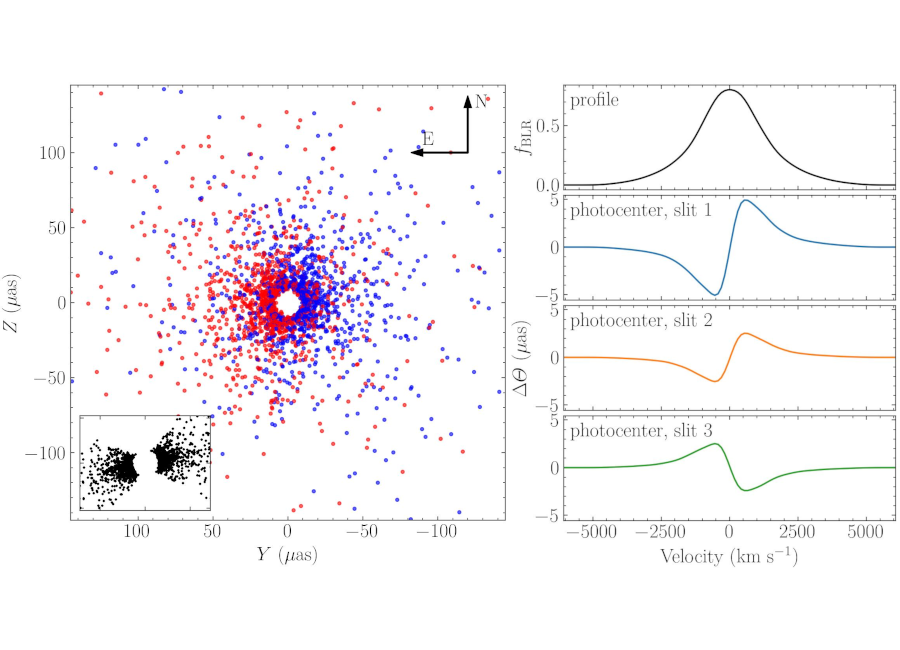 N
E
100
50
0
−50
−100
Z (μas)
100
50
0
−50
−100
Y (μas)
profile
0.5
0.0
f_BLR
photocenter, slit 1
5
0
−5
photocenter, slit 2
5
0
−5
ΔΘ (μas)
photocenter, slit 3
5
0
−5
−5000
−2500
0
2500
5000
Velocity (km s⁻¹)